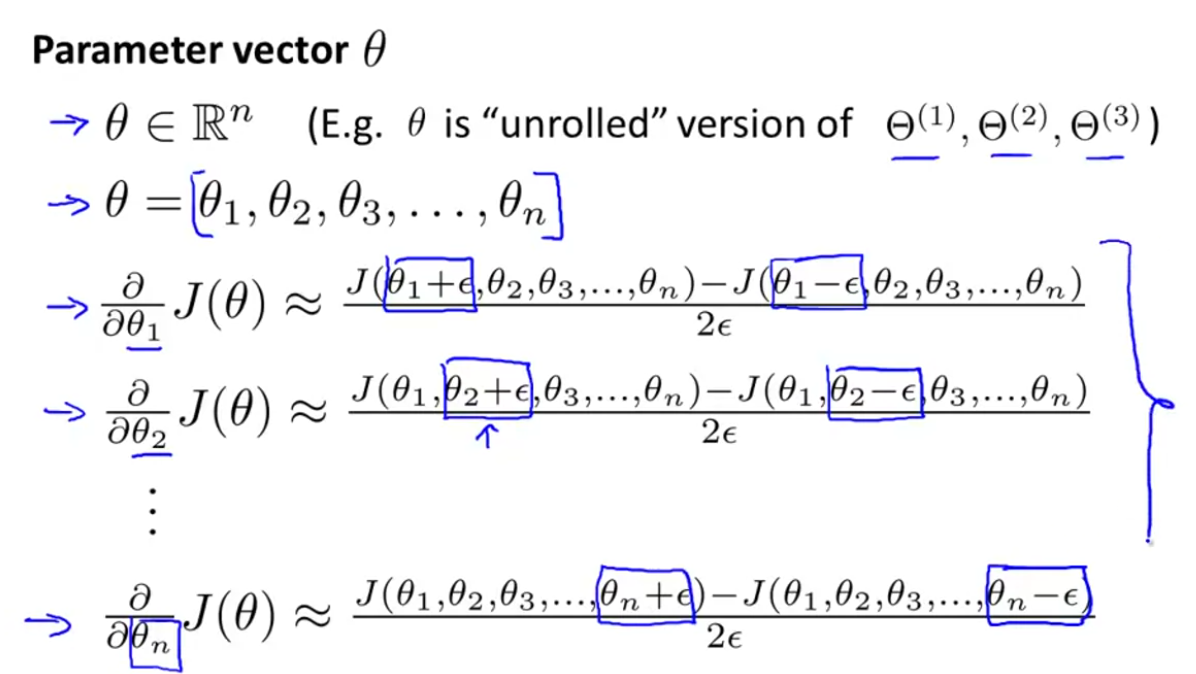 Parameter vector θ
→ θ ∈ ℝⁿ (E.g. θ is “unrolled” version of Θ⁽¹⁾, Θ⁽²⁾, Θ⁽³⁾)
→ θ = [θ₁, θ₂, θ₃, . . . , θₙ]
→ ∂/∂θ₁ J(θ) ≈ (J(θ₁+ϵ,θ₂,θ₃,...,θₙ)−J(θ₁−ϵ,θ₂,θ₃,...,θₙ))/2ϵ
→ ∂/∂θ₂ J(θ) ≈ (J(θ₁,θ₂+ϵ,θ₃,...,θₙ)−J(θ₁,θ₂−ϵ,θ₃,...,θₙ))/2ϵ
⋮
→ ∂/∂θₙ J(θ) ≈ (J(θ₁,θ₂,θ₃,...,θₙ+ϵ)−J(θ₁,θ₂,θ₃,...,θₙ−ϵ))/2ϵ